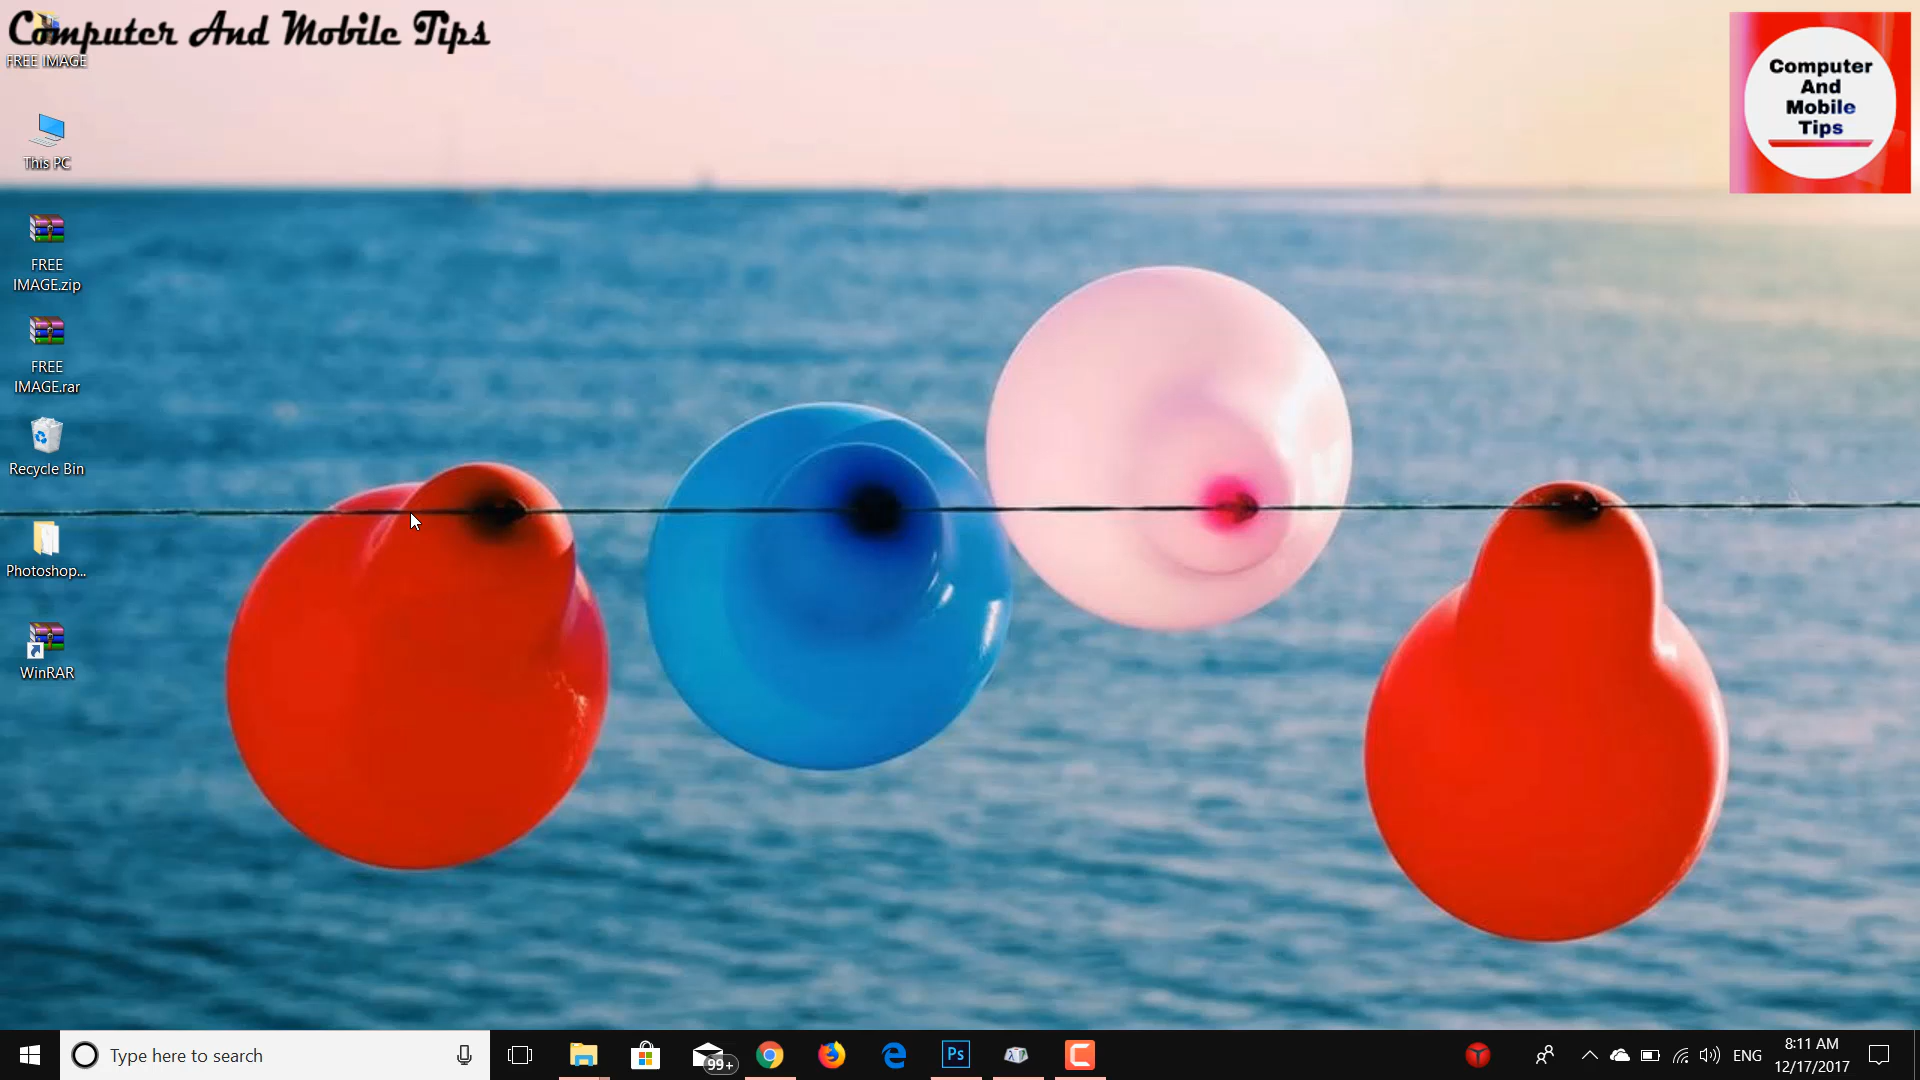 Computer And Mobile Tips
FREE IMAGE
This PC
FREE
IMAGE.zip
FREE
IMAGE.rar
Recycle Bin
Photoshop...
WinRAR
Computer
And
Mobile
Tips
Type here to search
99+
Ps
ENG
8:11 AM
12/17/2017